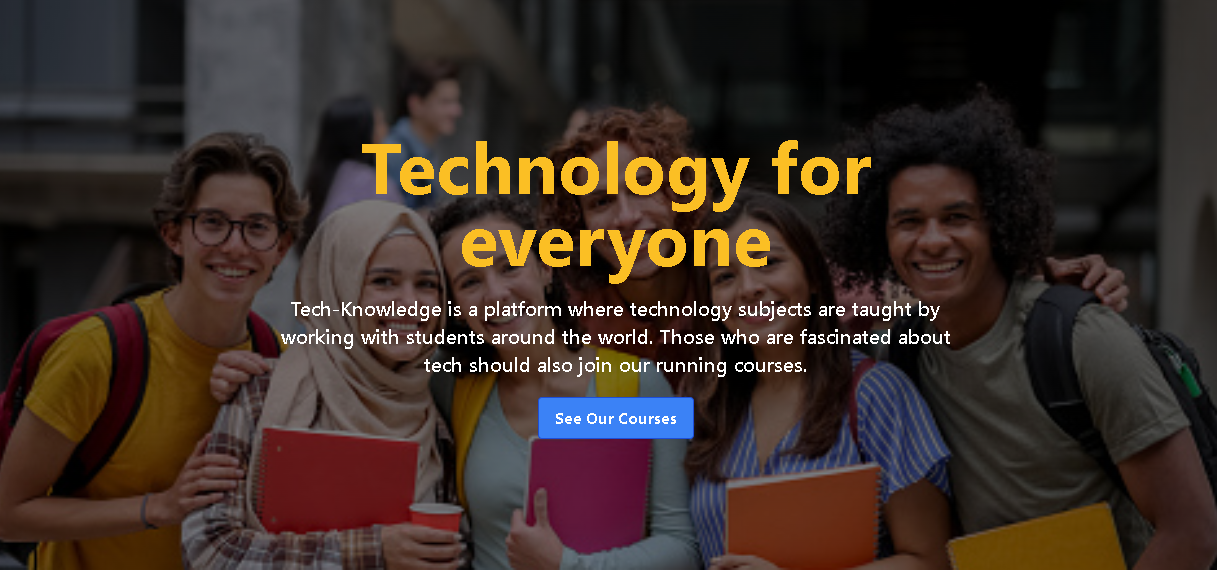 Technology for
everyone
Tech-Knowledge is a platform where technology subjects are taught by
working with students around the world. Those who are fascinated about
tech should also join our running courses.
See Our Courses